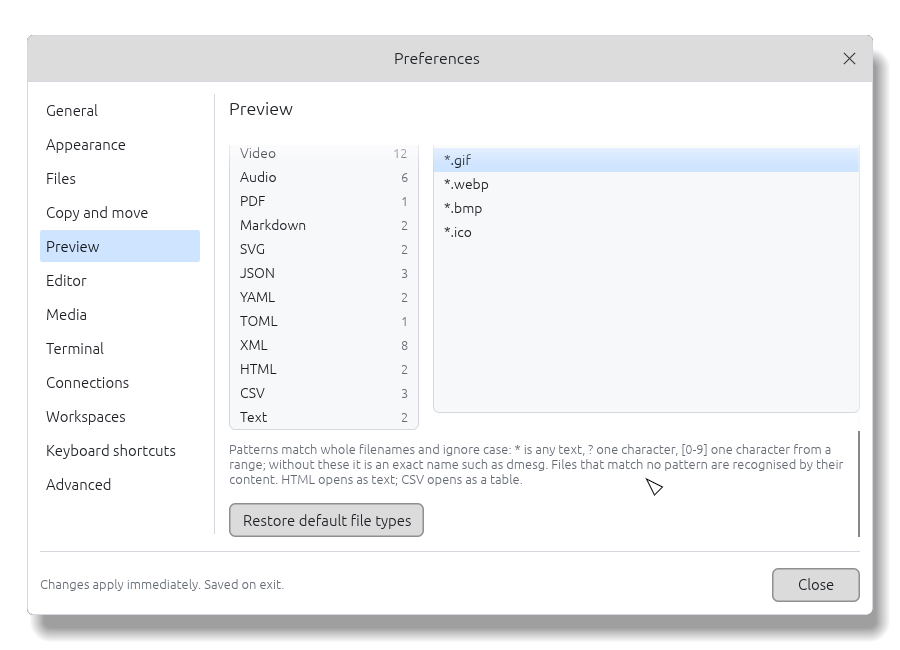 Preferences
General
Appearance
Files
Copy and move
Preview
Editor
Media
Terminal
Connections
Workspaces
Keyboard shortcuts
Advanced
Preview
Video 12
Audio 6
PDF 1
Markdown 2
SVG 2
JSON 3
YAML 2
TOML 1
XML 8
HTML 2
CSV 3
Text 2
*.gif
*.webp
*.bmp
*.ico
Patterns match whole filenames and ignore case: * is any text, ? one character, [0-9] one character from a
range; without these it is an exact name such as dmesg. Files that match no pattern are recognised by their
content. HTML opens as text; CSV opens as a table.
Restore default file types
Changes apply immediately. Saved on exit.
Close